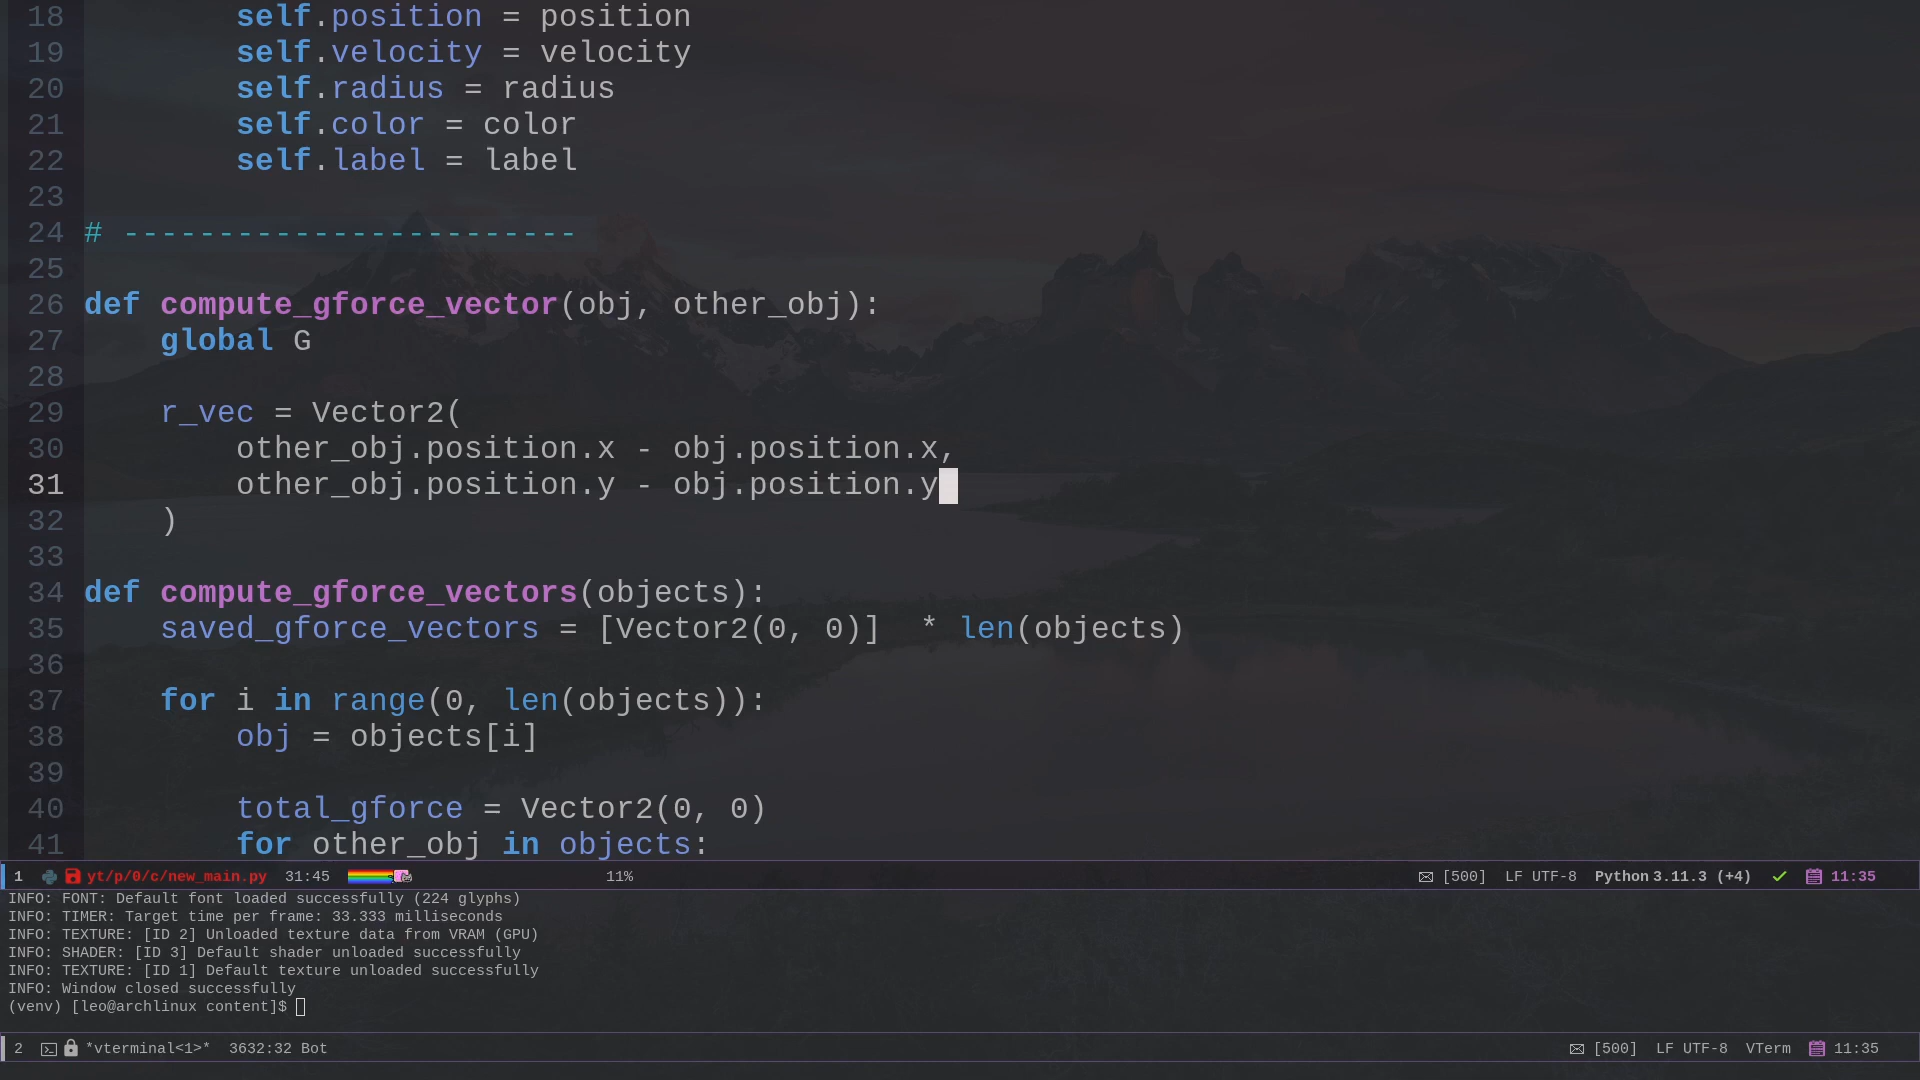 18         self.position = position
19         self.velocity = velocity
20         self.radius = radius
21         self.color = color
22         self.label = label
23
24 # ------------------------
25
26 def compute_gforce_vector(obj, other_obj):
27     global G
28
29     r_vec = Vector2(
30         other_obj.position.x - obj.position.x,
31         other_obj.position.y - obj.position.y
32     )
33
34 def compute_gforce_vectors(objects):
35     saved_gforce_vectors = [Vector2(0, 0)]  * len(objects)
36
37     for i in range(0, len(objects)):
38         obj = objects[i]
39
40         total_gforce = Vector2(0, 0)
41         for other_obj in objects:
1 yt/p/0/c/new_main.py 31:45 11% [500] LF UTF-8 Python 3.11.3 (+4) 11:35
INFO: FONT: Default font loaded successfully (224 glyphs)
INFO: TIMER: Target time per frame: 33.333 milliseconds
INFO: TEXTURE: [ID 2] Unloaded texture data from VRAM (GPU)
INFO: SHADER: [ID 3] Default shader unloaded successfully
INFO: TEXTURE: [ID 1] Default texture unloaded successfully
INFO: Window closed successfully
(venv) [leo@archlinux content]$
2 *vterminal<1>* 3632:32 Bot [500] LF UTF-8 VTerm 11:35